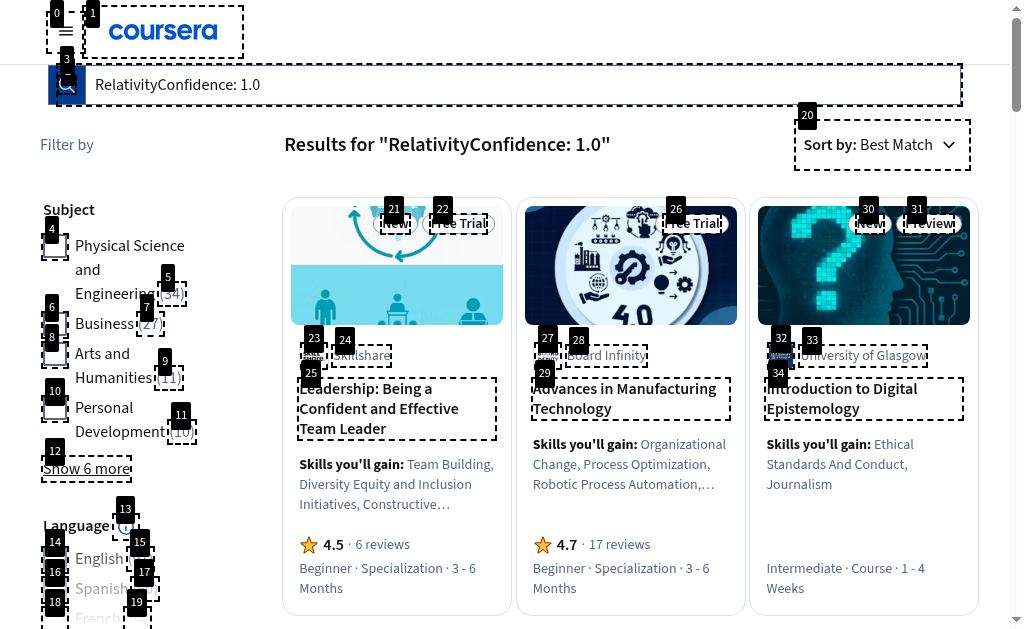 coursera
RelativityConfidence: 1.0
Filter by
Results for "RelativityConfidence: 1.0"
Sort by: Best Match
Subject
Physical Science
and
Engineering (34)
Business (27)
Arts and
Humanities (11)
Personal
Development (10)
Show 6 more
Language
English
Spanish
French
New
Free Trial
Skillshare
Leadership: Being a
Confident and Effective
Team Leader
Skills you'll gain: Team Building,
Diversity Equity and Inclusion
Initiatives, Constructive…
4.5 · 6 reviews
Beginner · Specialization · 3 - 6
Months
Free Trial
4.0
Board Infinity
Advances in Manufacturing
Technology
Skills you'll gain: Organizational
Change, Process Optimization,
Robotic Process Automation,…
4.7 · 17 reviews
Beginner · Specialization · 3 - 6
Months
New
Preview
University of Glasgow
Introduction to Digital
Epistemology
Skills you'll gain: Ethical
Standards And Conduct,
Journalism
Intermediate · Course · 1 - 4
Weeks
0
1
3
4
5
6
7
8
9
10
11
12
13
14
15
16
17
18
19
20
21
22
23
24
25
26
27
28
29
30
31
32
33
34